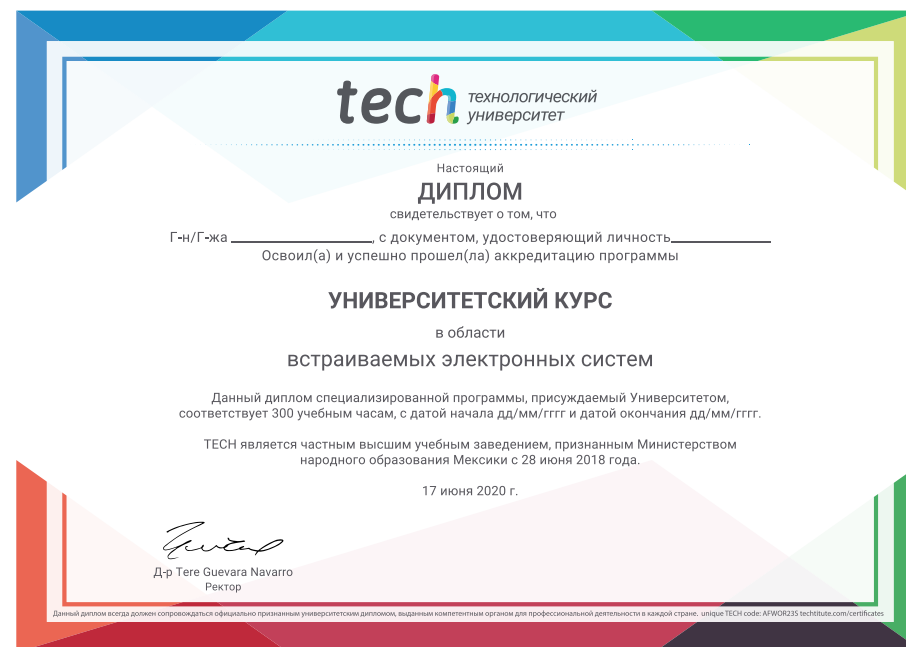 tech технологический
университет
Настоящий
ДИПЛОМ
свидетельствует о том, что
Г-н/Г-жа ____________________, с документом, удостоверяющий личность______________
Освоил(а) и успешно прошел(ла) аккредитацию программы
УНИВЕРСИТЕТСКИЙ КУРС
в области
встраиваемых электронных систем
Данный диплом специализированной программы, присуждаемый Университетом,
соответствует 300 учебным часам, с датой начала дд/мм/гггг и датой окончания дд/мм/гггг.
TECH является частным высшим учебным заведением, признанным Министерством
народного образования Мексики с 28 июня 2018 года.
17 июня 2020 г.
Д-р Tere Guevara Navarro
Ректор
Данный диплом всегда должен сопровождаться официально признанным университетским дипломом, выданным компетентным органом для профессиональной деятельности в каждой стране. unique TECH code: AFWOR23S techtitute.com/certificates